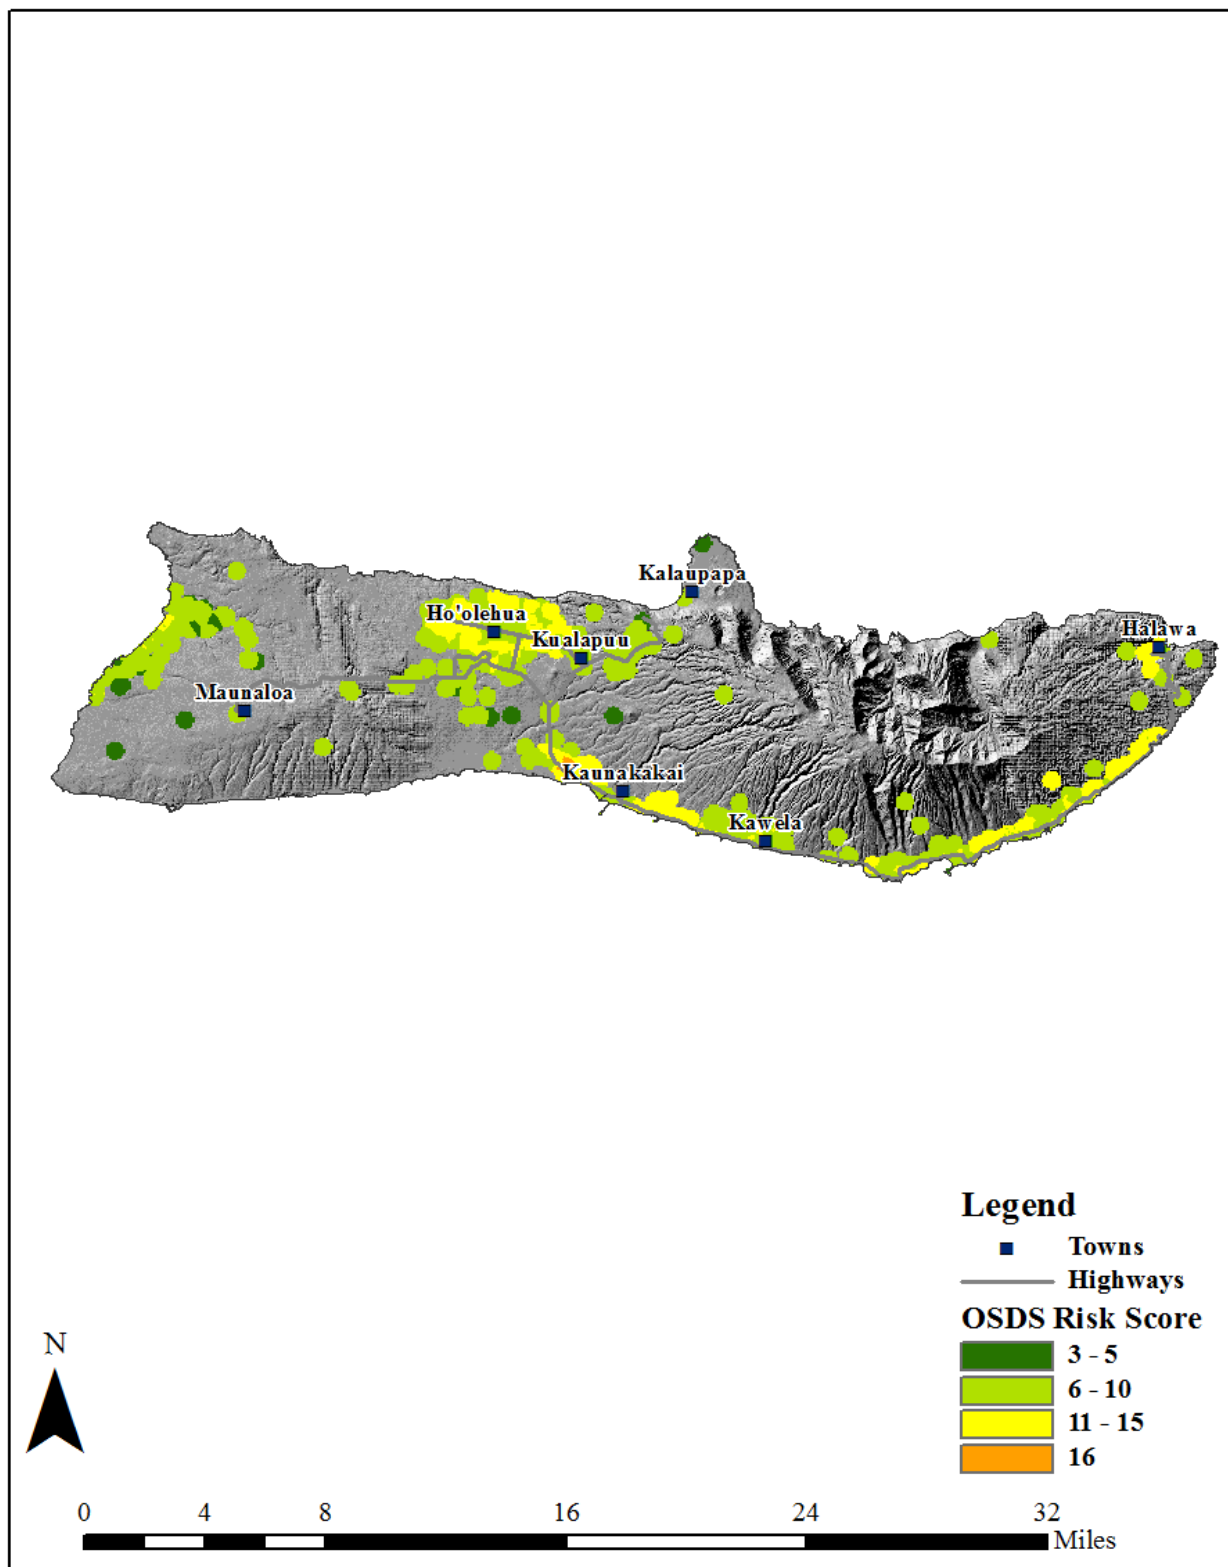 Kalaupapa
Ho'olehua
Kualapuu
Hālawa
Maunaloa
Kaunakakai
Kawela
Legend
Towns
Highways
OSDS Risk Score
3 - 5
6 - 10
11 - 15
16
N
0 4 8 16 24 32
Miles